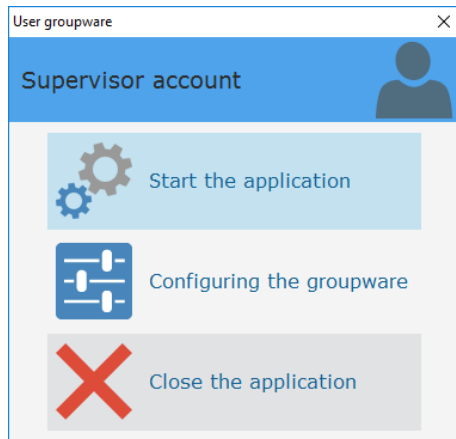 User groupware
Supervisor account
Start the application
Configuring the groupware
Close the application